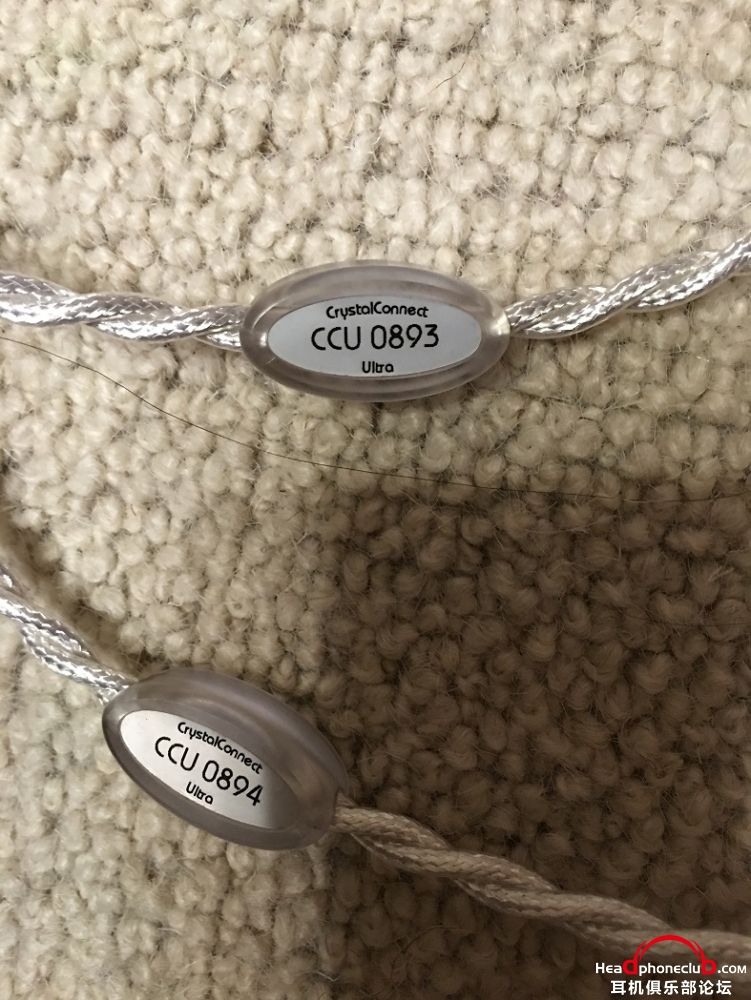 CrystalConnect
CCU 0893
Ultra
CrystalConnect
CCU 0894
Ultra
Headphoneclub.com
耳机俱乐部论坛